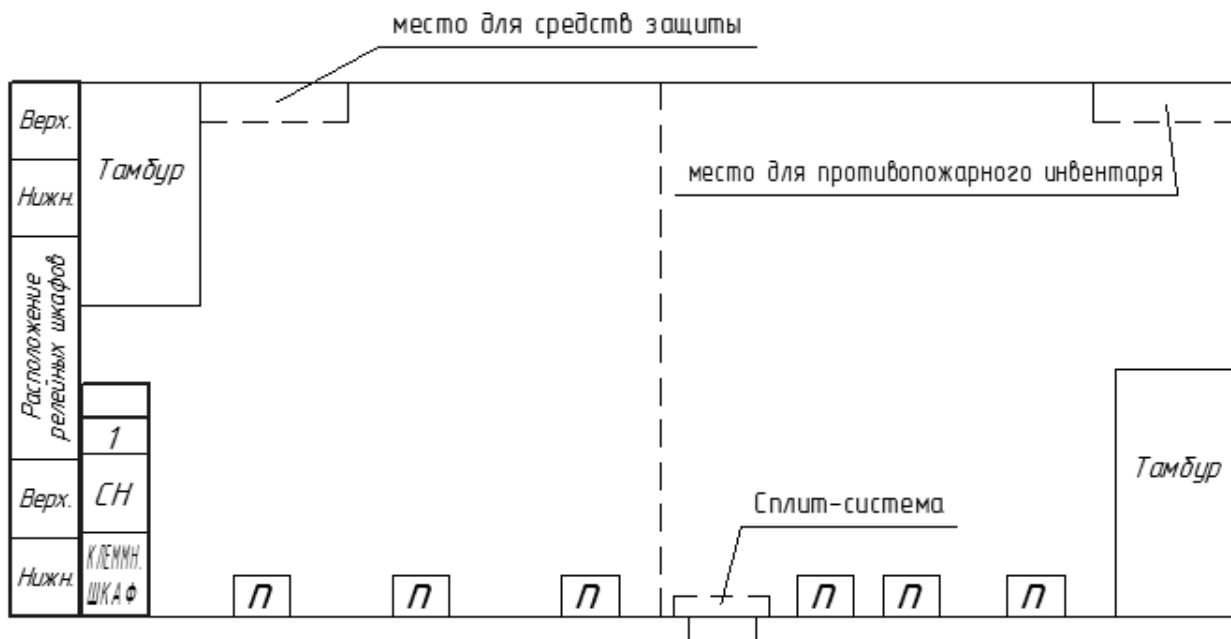 место для средств защиты
Верх.
Тамбур
место для противопожарного инвентаря
Нижн.
Расположение
релейных шкафов
1
Тамбур
Верх.
СН
Сплит-система
Нижн.
КЛЕММН.
ШКАФ
П П П П П П